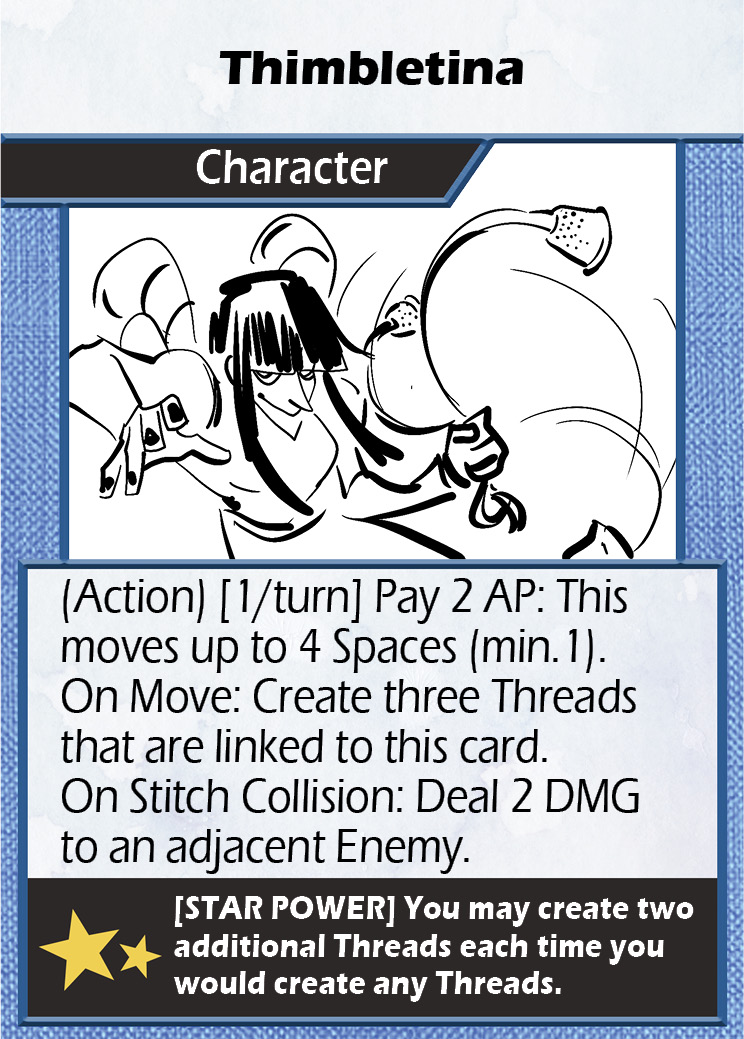 Thimbletina
Character
(Action) [1/turn] Pay 2 AP: This
moves up to 4 Spaces (min.1).
On Move: Create three Threads
that are linked to this card.
On Stitch Collision: Deal 2 DMG
to an adjacent Enemy.
[STAR POWER] You may create two
additional Threads each time you
would create any Threads.